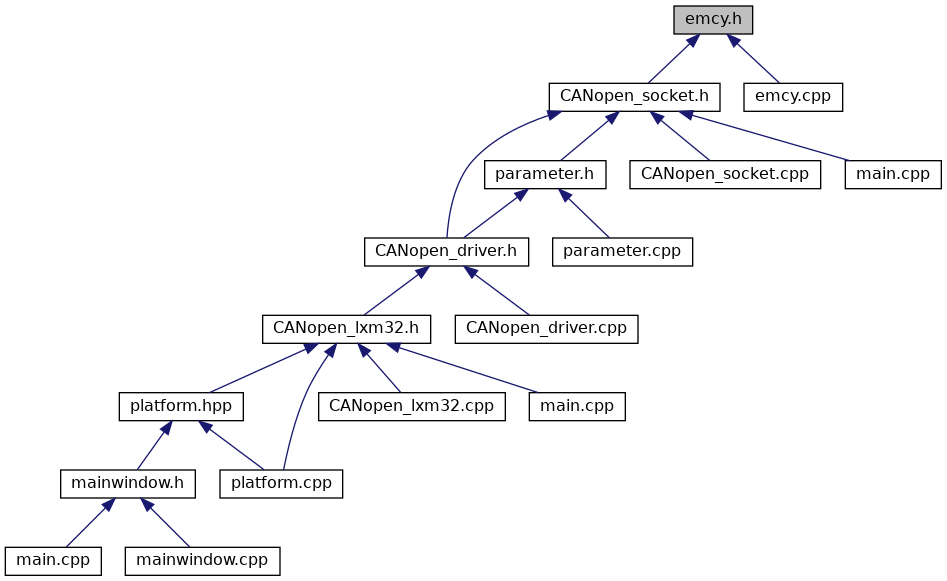 emcy.h
CANopen_socket.h
emcy.cpp
parameter.h
CANopen_socket.cpp
main.cpp
CANopen_driver.h
parameter.cpp
CANopen_lxm32.h
CANopen_driver.cpp
platform.hpp
CANopen_lxm32.cpp
main.cpp
mainwindow.h
platform.cpp
main.cpp
mainwindow.cpp